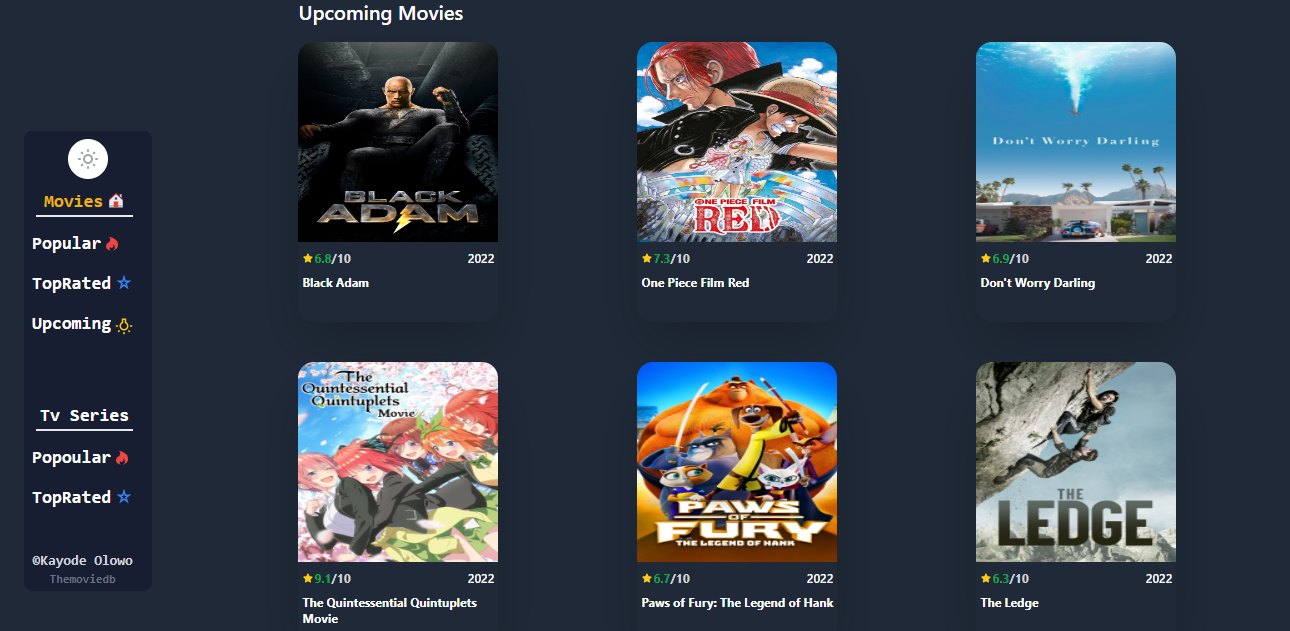 Upcoming Movies
Movies
Popular
TopRated
Upcoming
Tv Series
Popoular
TopRated
©Kayode Olowo
Themoviedb
BLACK
ADAM
6.8/10 2022
Black Adam
ONE PIECE FILM
RED
7.3/10 2022
One Piece Film Red
Don't Worry Darling
6.9/10 2022
Don't Worry Darling
The
Quintessential
Quintuplets
Movie
9.1/10 2022
The Quintessential Quintuplets
Movie
PAWS
OF
FURY
THE LEGEND OF HANK
6.7/10 2022
Paws of Fury: The Legend of Hank
THE
LEDGE
6.3/10 2022
The Ledge